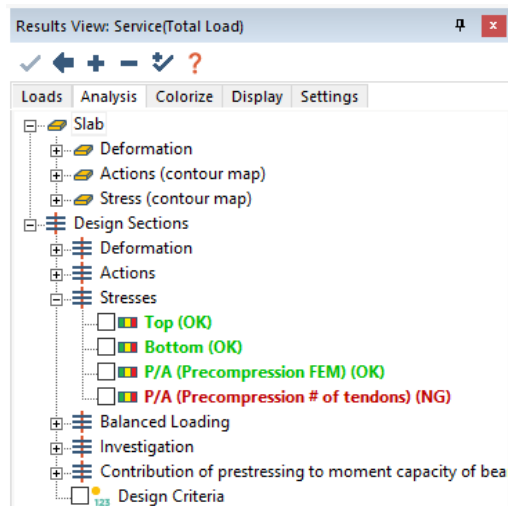 Results View: Service(Total Load)
Loads Analysis Colorize Display Settings
Slab
Deformation
Actions (contour map)
Stress (contour map)
Design Sections
Deformation
Actions
Stresses
Top (OK)
Bottom (OK)
P/A (Precompression FEM) (OK)
P/A (Precompression # of tendons) (NG)
Balanced Loading
Investigation
Contribution of prestressing to moment capacity of bea
123 Design Criteria